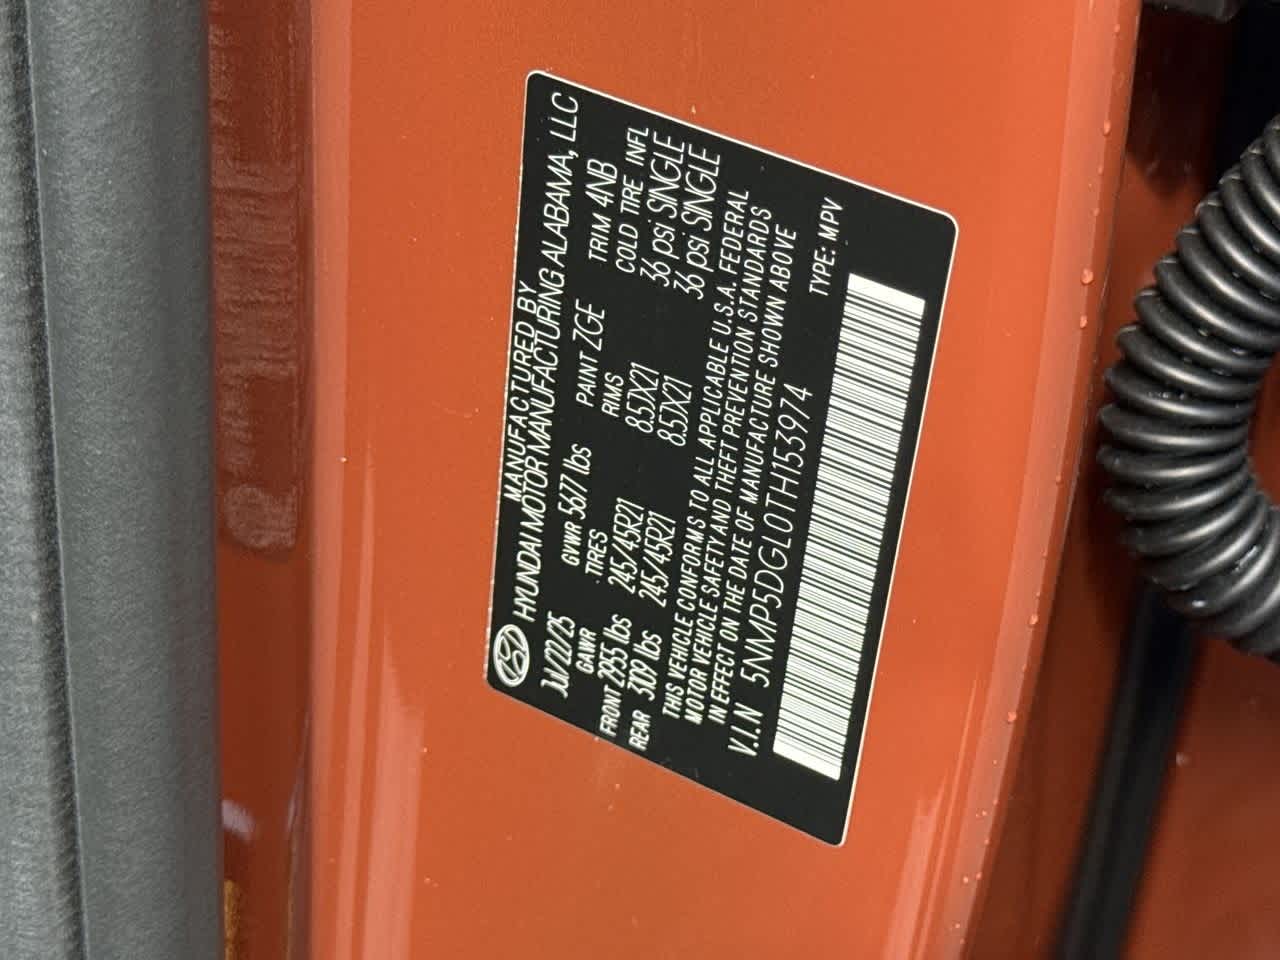 MANUFACTURED BY
HYUNDAI MOTOR MANUFACTURING ALABAMA, LLC
Jul/22/25 GVWR 5677 lbs PAINT ZGE TRIM 4NB
GAWR TIRES RIMS COLD TIRE INFL
FRONT 2955 lbs 245/45R21 8.5JX21 36 psi SINGLE
REAR 3109 lbs 245/45R21 8.5JX21 36 psi SINGLE
THIS VEHICLE CONFORMS TO ALL APPLICABLE U.S.A. FEDERAL
MOTOR VEHICLE SAFETY AND THEFT PREVENTION STANDARDS
IN EFFECT ON THE DATE OF MANUFACTURE SHOWN ABOVE
V.I.N 5NMP5DGL0TH153974 TYPE: MPV